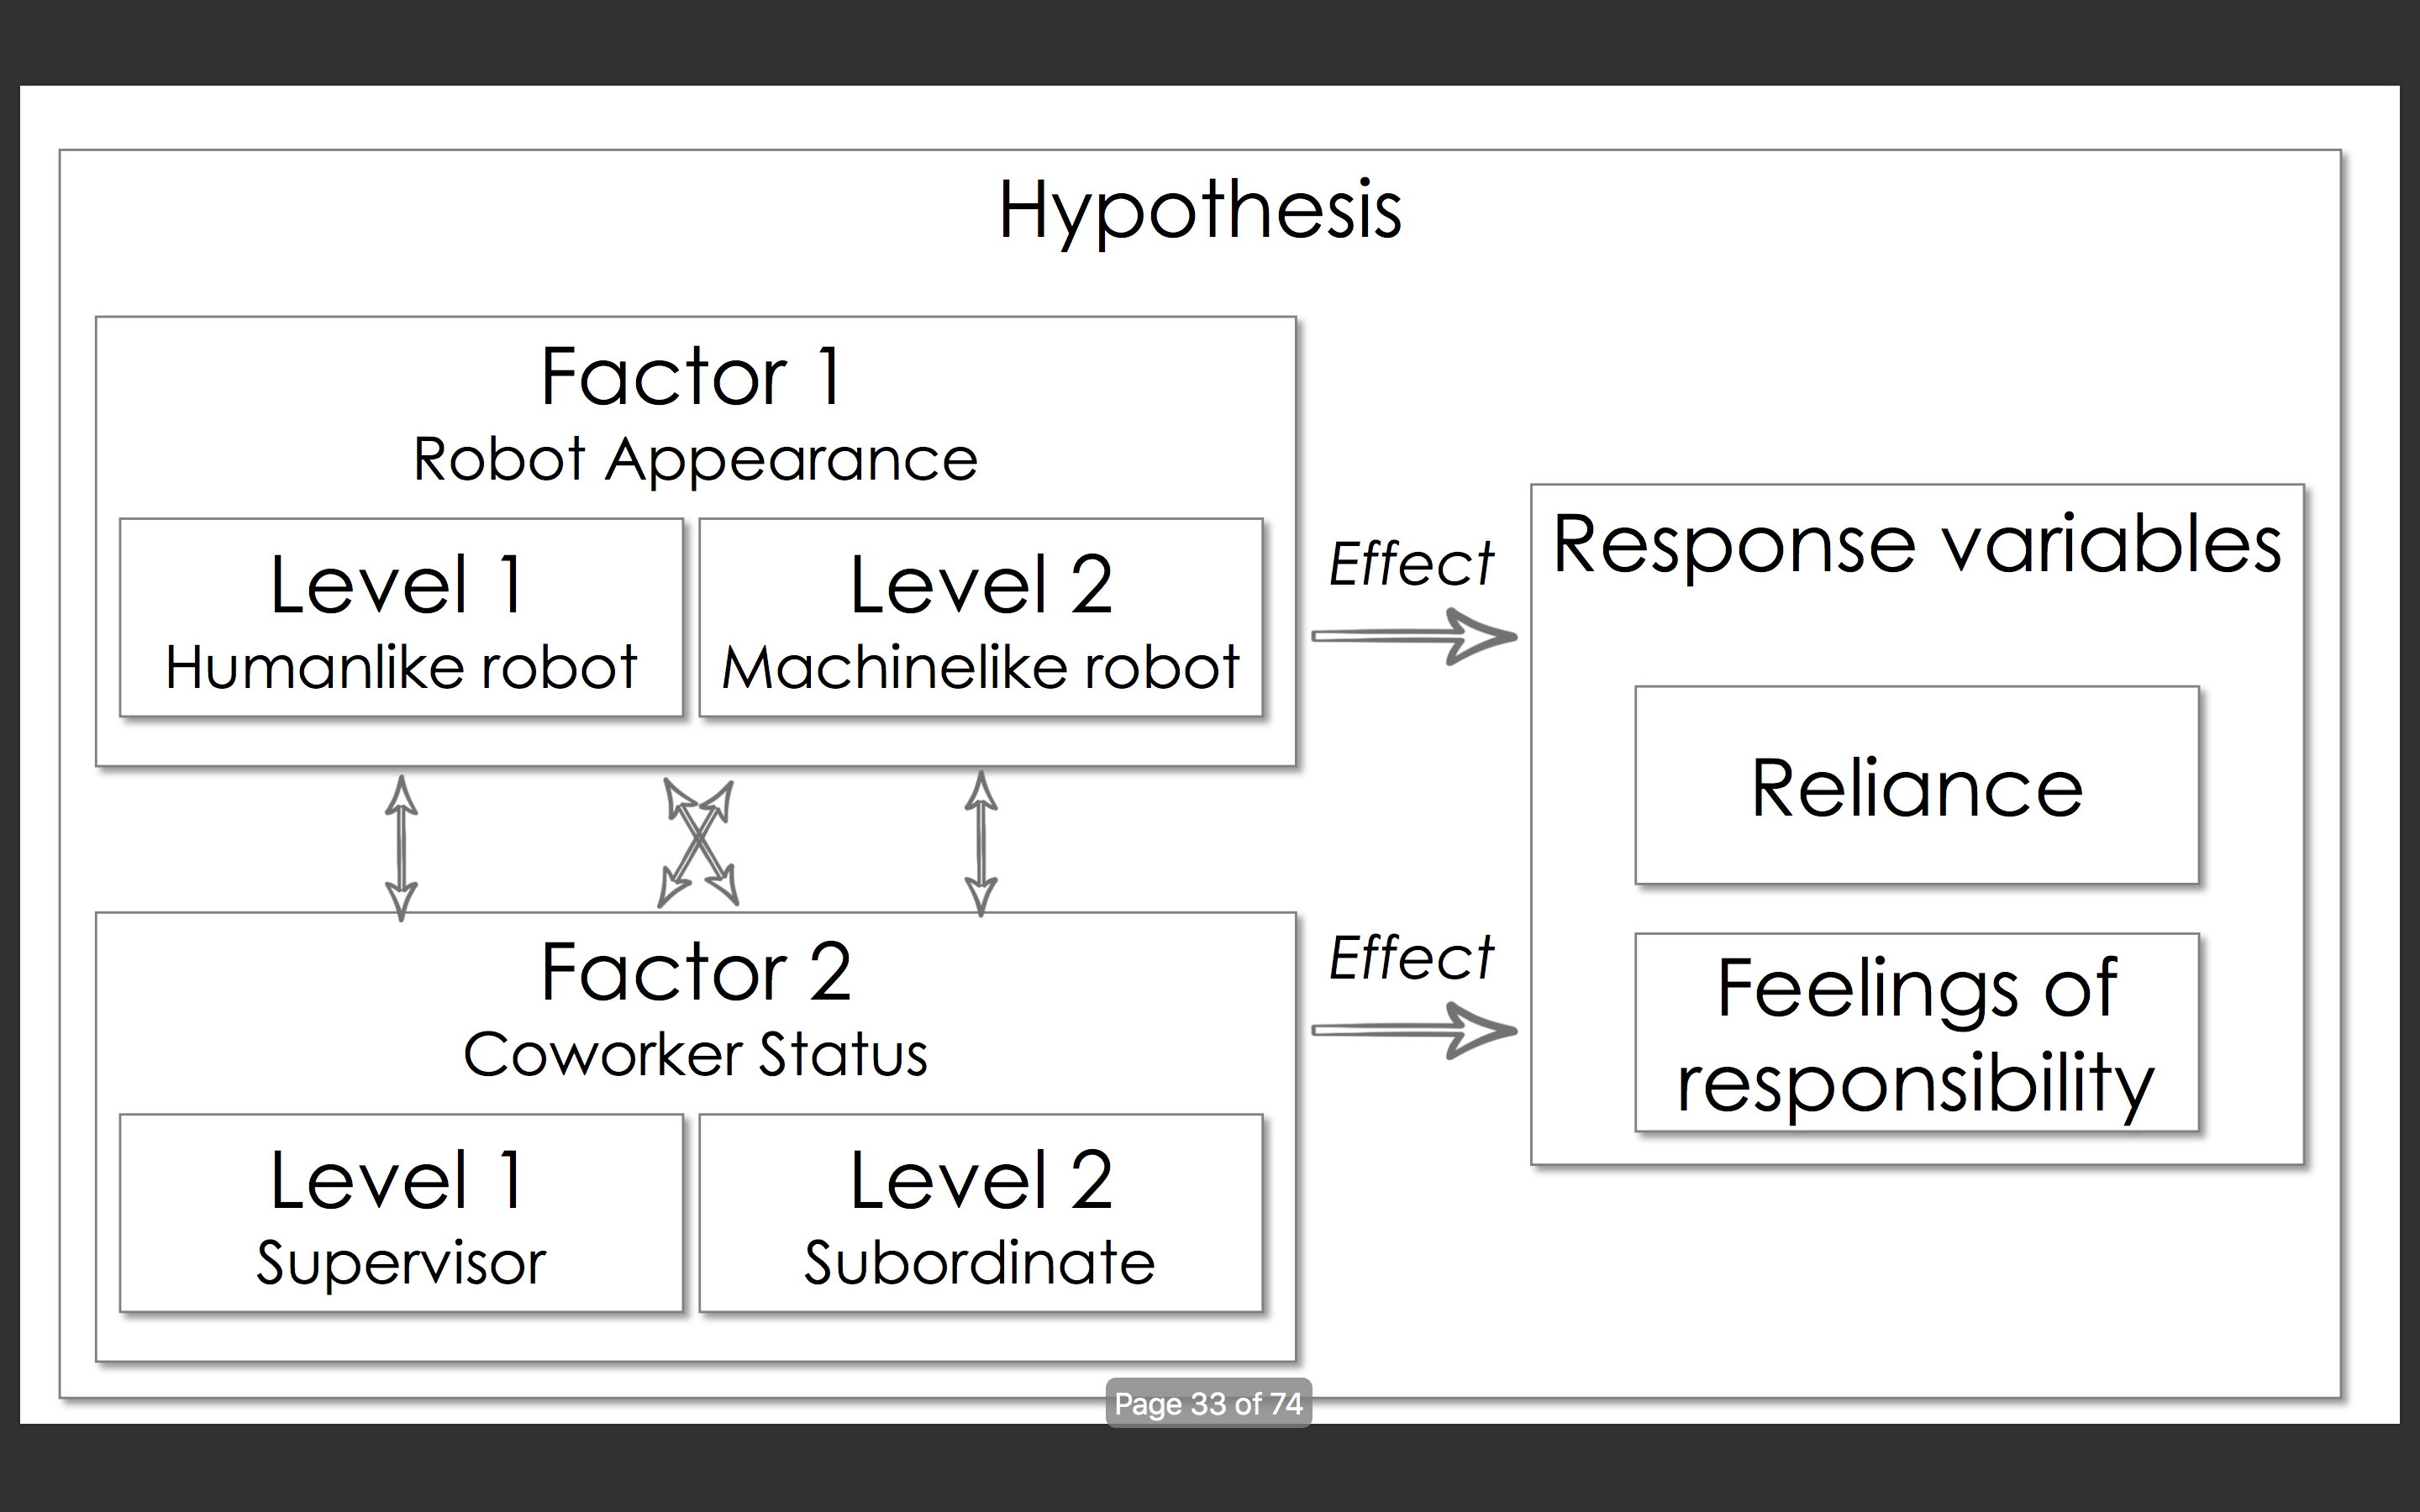 Hypothesis
Factor 1
Robot Appearance
Level 1
Humanlike robot
Level 2
Machinelike robot
Effect
Factor 2
Coworker Status
Level 1
Supervisor
Level 2
Subordinate
Effect
Response variables
Reliance
Feelings of
responsibility
Page 33 of 74